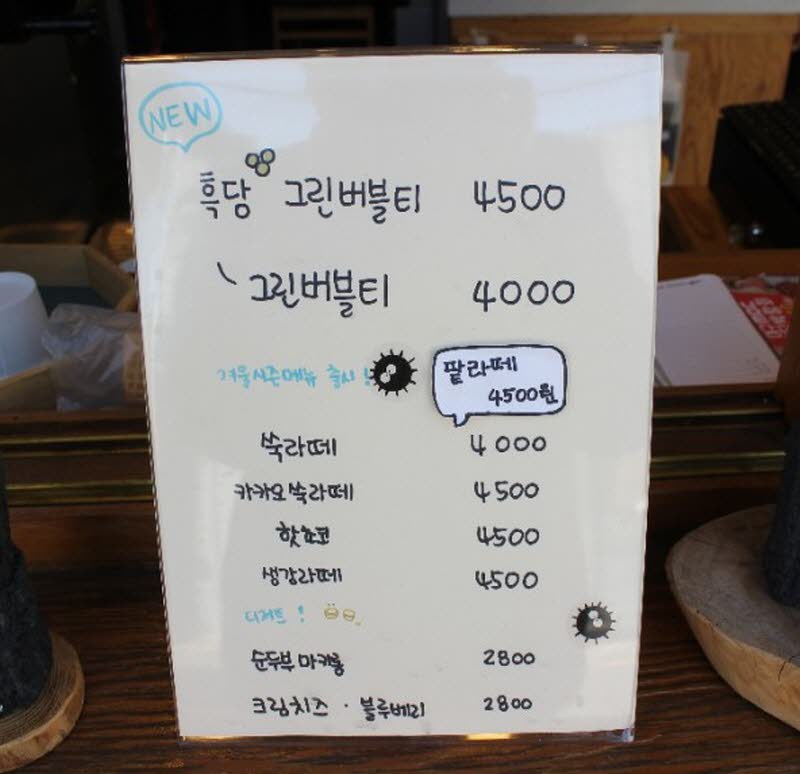 NEW
흑당 그린버블티 4500
그린버블티 4000
겨울시즌메뉴 출시!
팥라떼
4500원
쑥라떼 4000
카카오쑥라떼 4500
핫초코 4500
생강라떼 4500
디저트!
순두부마카롱 2800
크림치즈 · 블루베리 2800